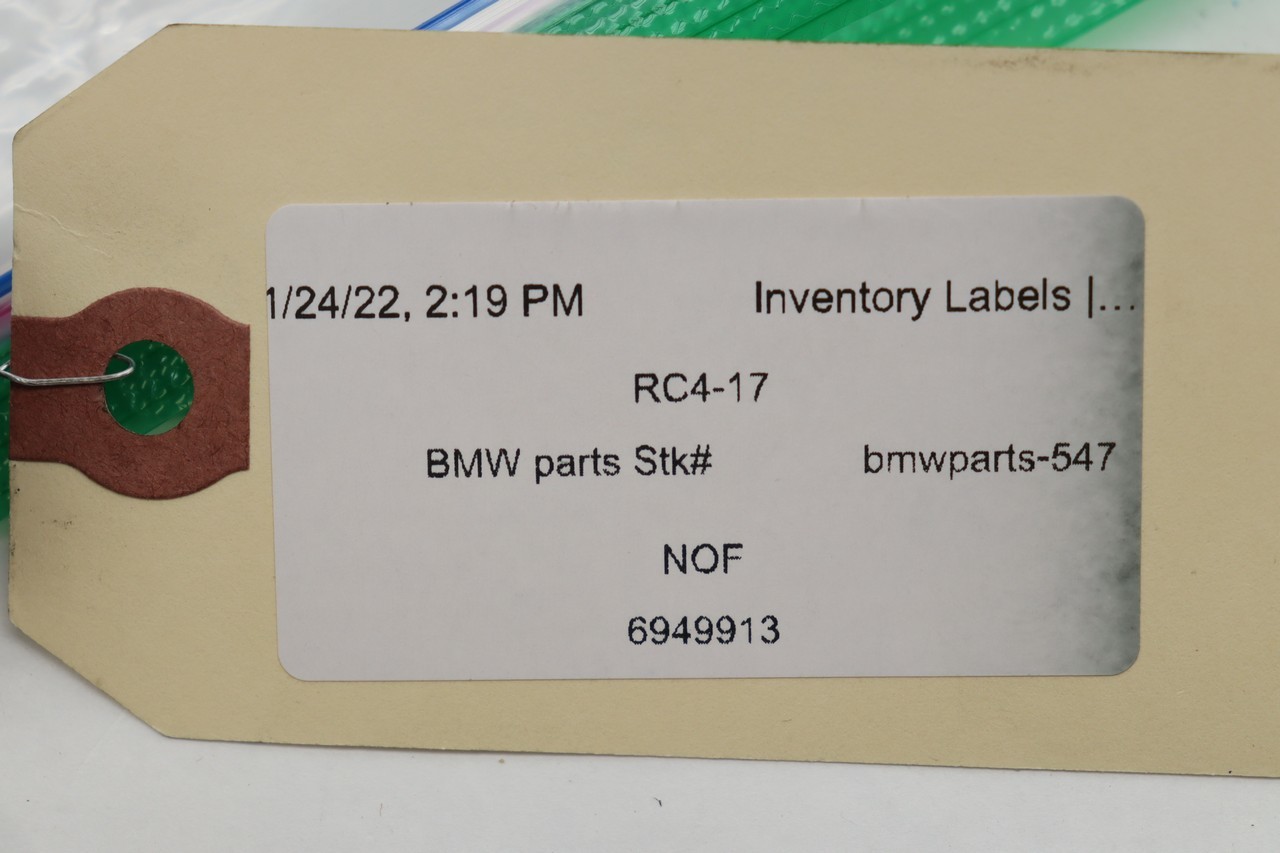 1/24/22, 2:19 PM Inventory Labels |...
RC4-17
BMW parts Stk# bmwparts-547
NOF
6949913